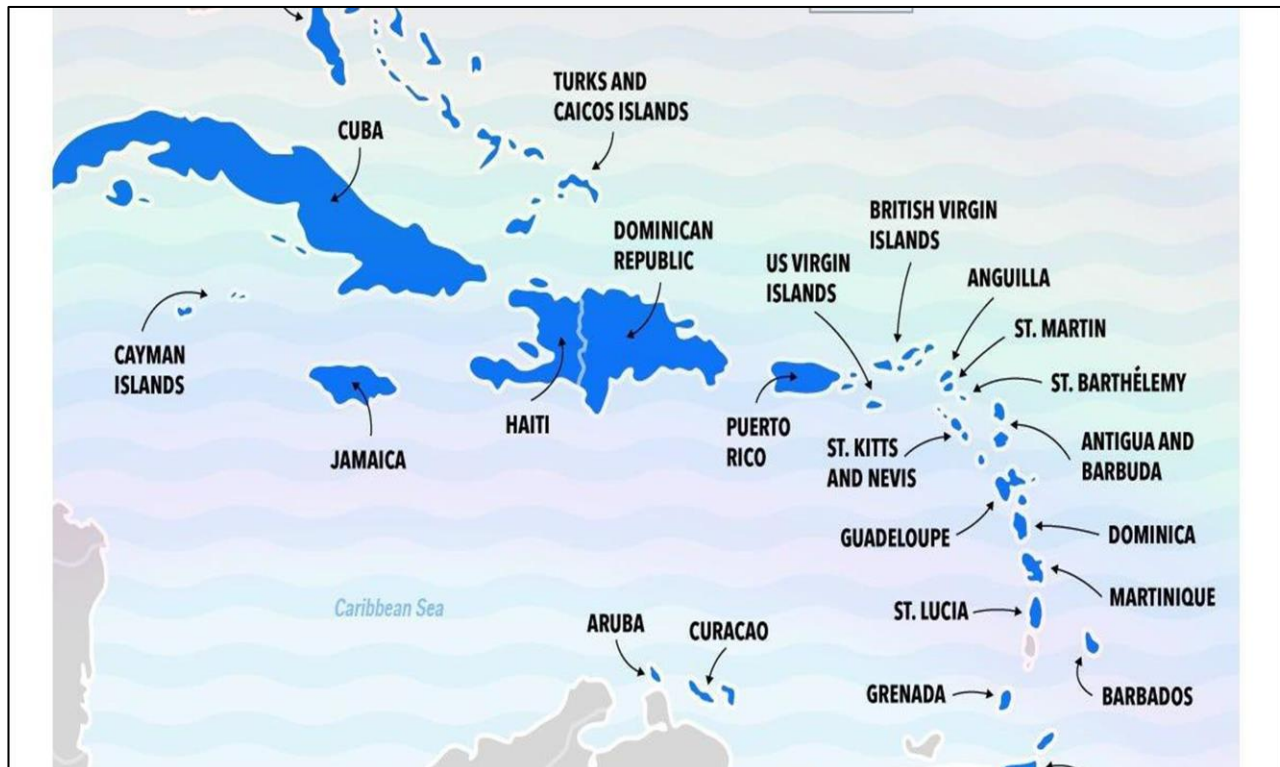 TURKS AND
CAICOS ISLANDS
CUBA
BRITISH VIRGIN
ISLANDS
DOMINICAN
REPUBLIC
US VIRGIN
ISLANDS
ANGUILLA
ST. MARTIN
CAYMAN
ISLANDS
ST. BARTHÉLEMY
HAITI
PUERTO
RICO
JAMAICA
ST. KITTS
AND NEVIS
ANTIGUA AND
BARBUDA
GUADELOUPE
DOMINICA
MARTINIQUE
Caribbean Sea
ST. LUCIA
ARUBA
CURACAO
GRENADA
BARBADOS